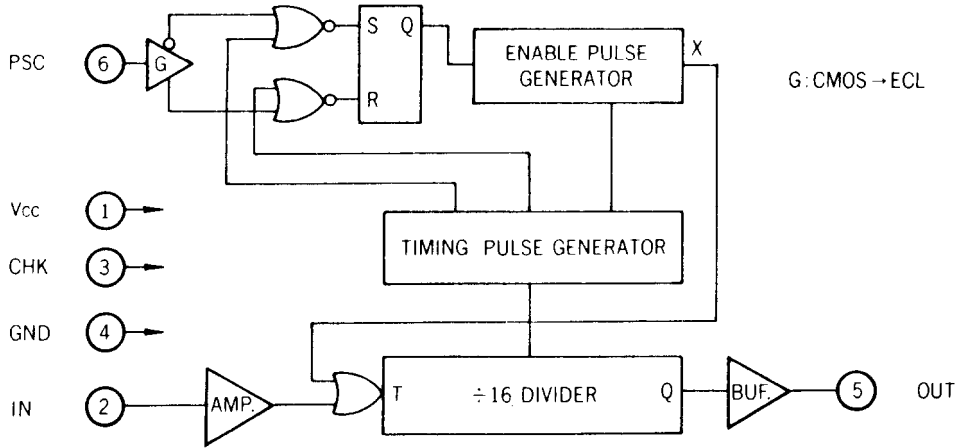 PSC
6
G
S Q
R
ENABLE PULSE
GENERATOR
X
G:CMOS→ECL
Vcc
1
TIMING PULSE GENERATOR
CHK
3
GND
4
IN
2
AMP.
T
÷16 DIVIDER
Q
BUF.
5
OUT